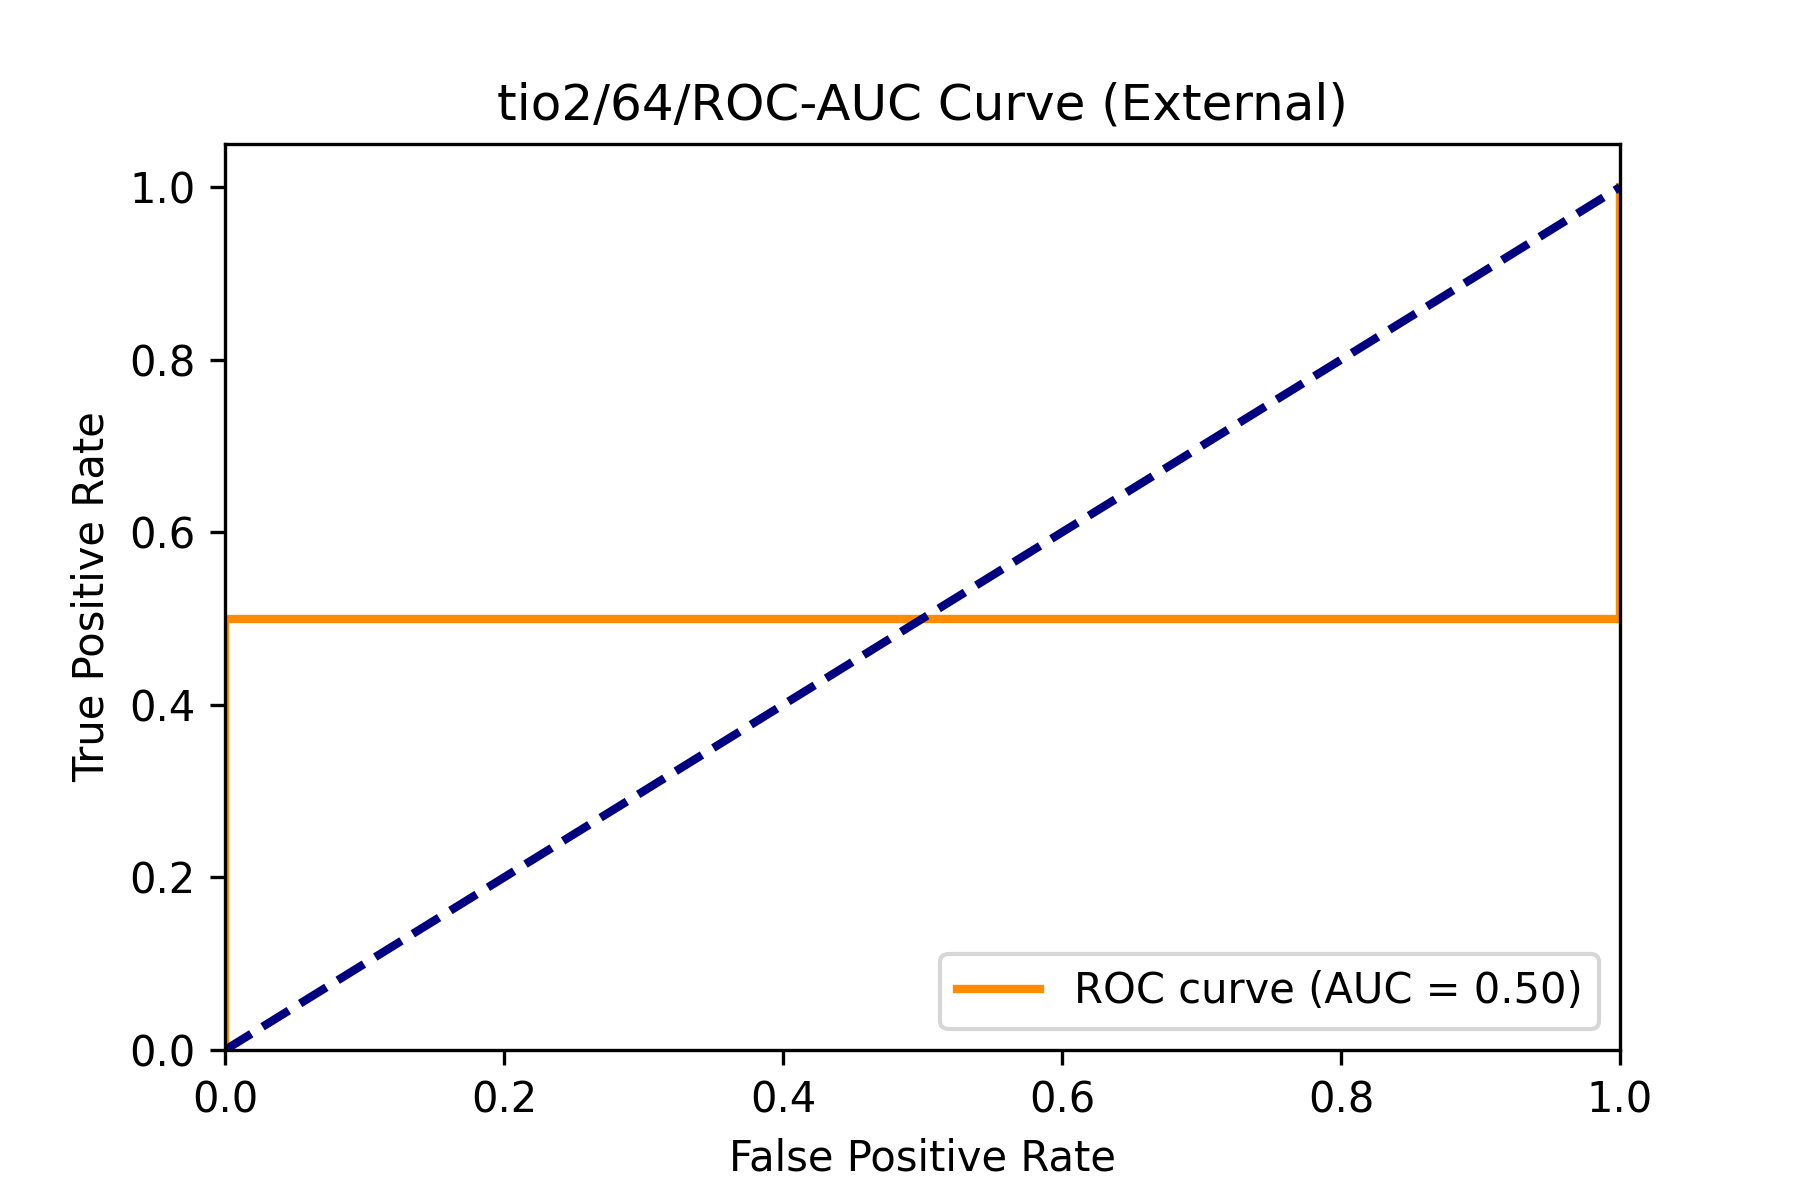 tio2/64/ROC-AUC Curve (External)
True Positive Rate
1.0
0.8
0.6
0.4
0.2
0.0
ROC curve (AUC = 0.50)
0.0 0.2 0.4 0.6 0.8 1.0
False Positive Rate